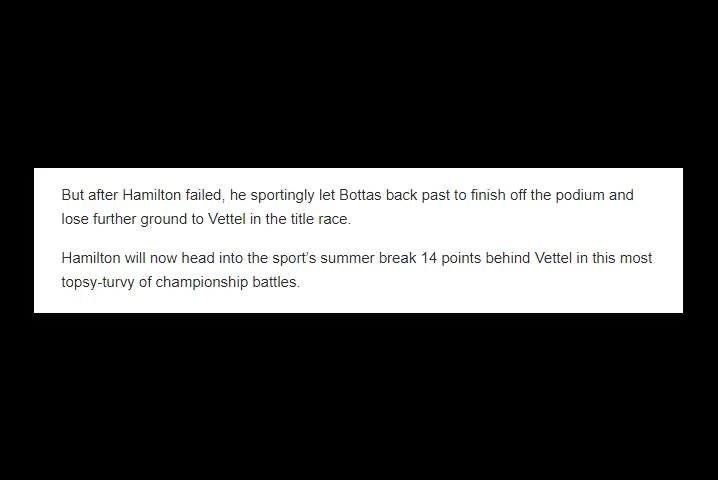 But after Hamilton failed, he sportingly let Bottas back past to finish off the podium and
lose further ground to Vettel in the title race.
Hamilton will now head into the sport's summer break 14 points behind Vettel in this most
topsy-turvy of championship battles.